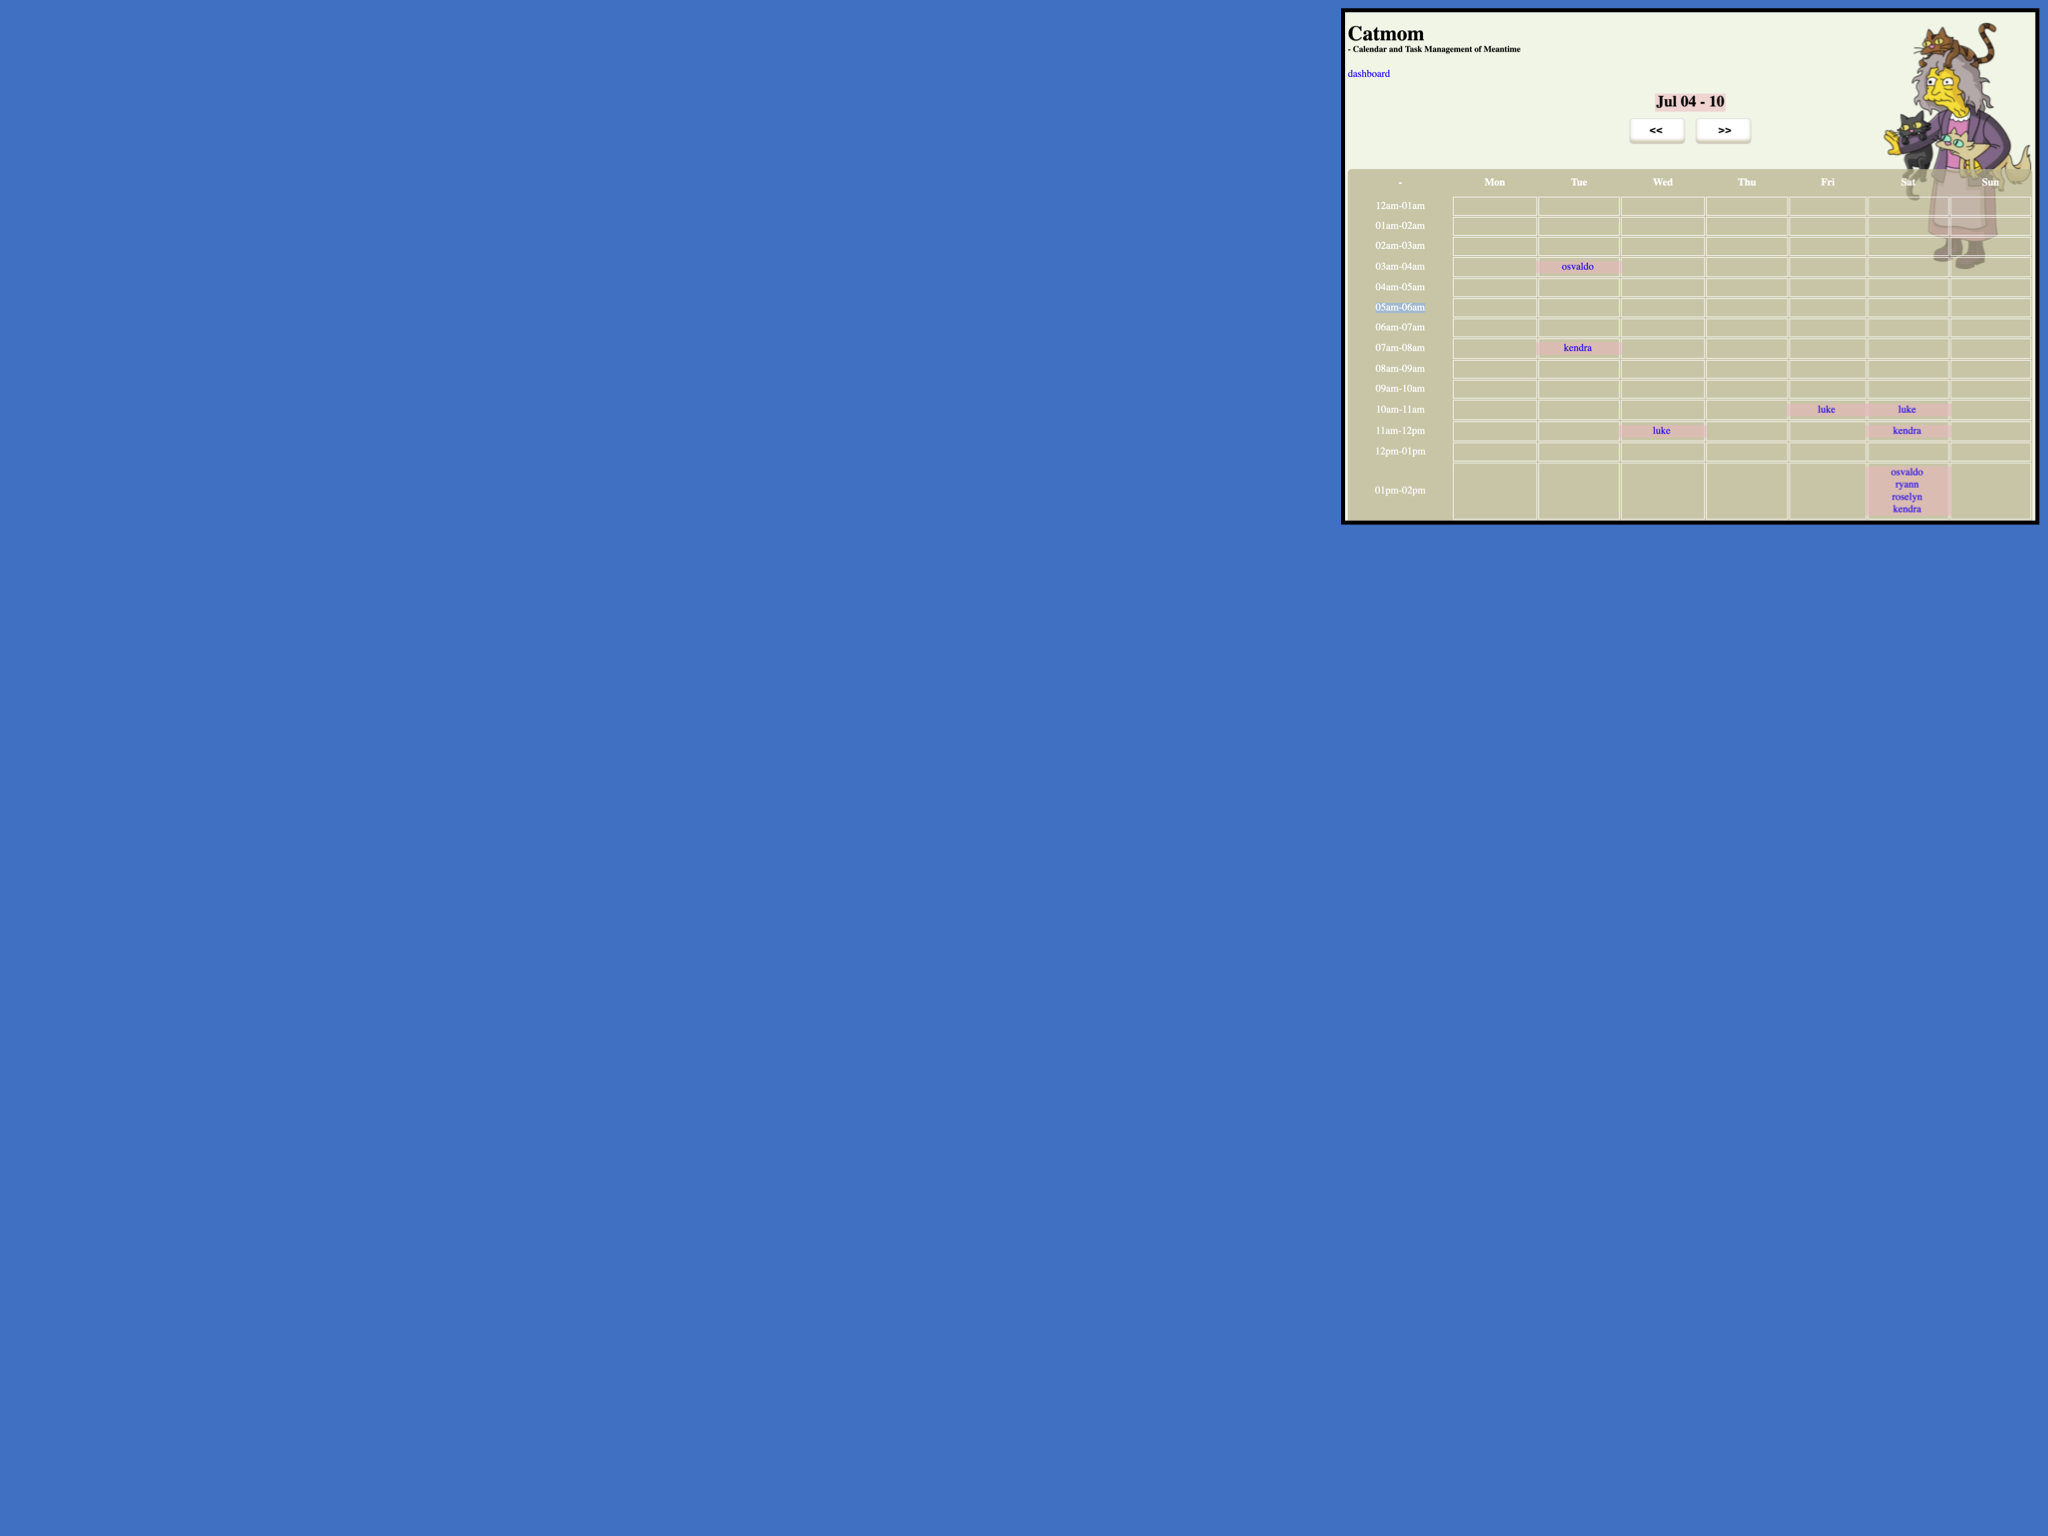 Catmom
- Calendar and Task Management of Meantime
dashboard
Jul 04 - 10
<< >>
- Mon Tue Wed Thu Fri Sat Sun
12am-01am
01am-02am
02am-03am
03am-04am osvaldo
04am-05am
05am-06am
06am-07am
07am-08am kendra
08am-09am
09am-10am
10am-11am luke luke
11am-12pm luke kendra
12pm-01pm
osvaldo
ryann
01pm-02pm
roselyn
kendra